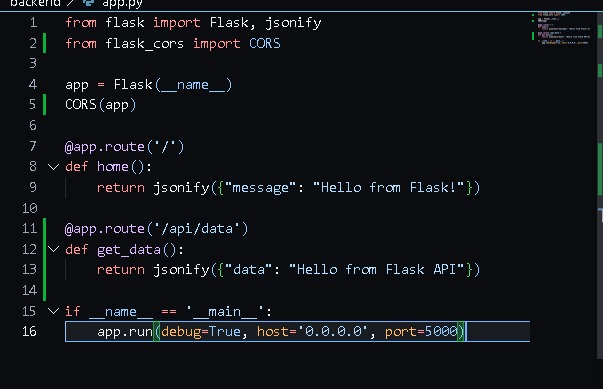 backend / app.py
1 from flask import Flask, jsonify
2 from flask_cors import CORS
3
4 app = Flask(__name__)
5 CORS(app)
6
7 @app.route('/')
8 def home():
9 return jsonify({"message": "Hello from Flask!"})
10
11 @app.route('/api/data')
12 def get_data():
13 return jsonify({"data": "Hello from Flask API"})
14
15 if __name__ == '__main__':
16 app.run(debug=True, host='0.0.0.0', port=5000)